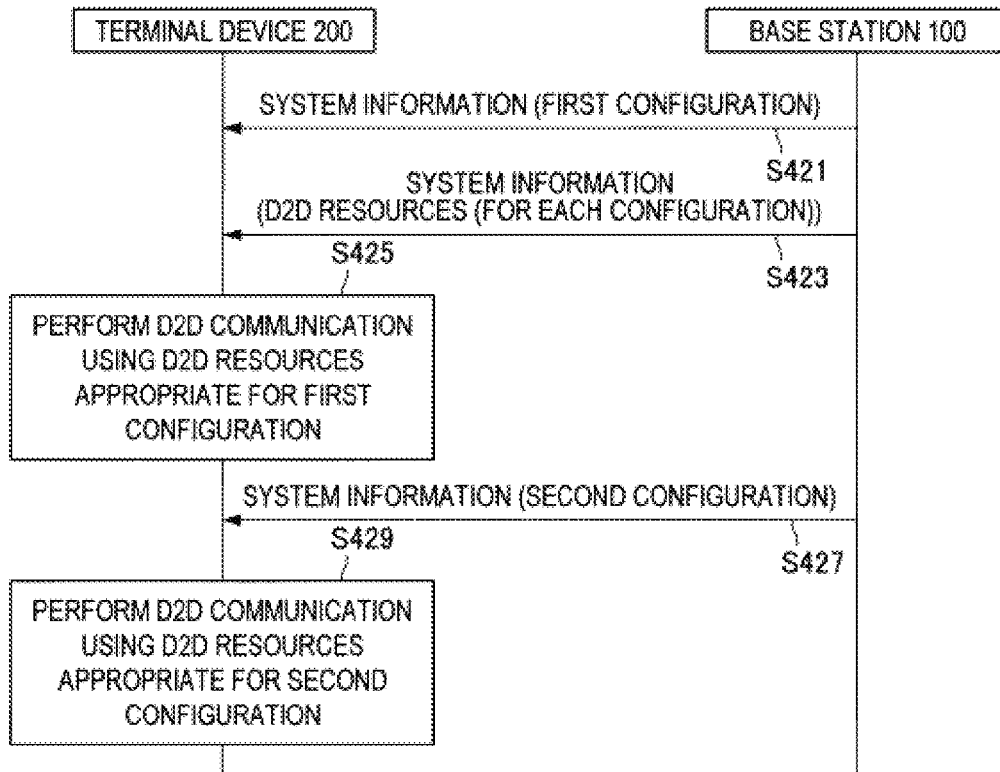 TERMINAL DEVICE 200
BASE STATION 100
SYSTEM INFORMATION (FIRST CONFIGURATION)
S421
SYSTEM INFORMATION
(D2D RESOURCES (FOR EACH CONFIGURATION))
S423
S425
PERFORM D2D COMMUNICATION
USING D2D RESOURCES
APPROPRIATE FOR FIRST
CONFIGURATION
SYSTEM INFORMATION (SECOND CONFIGURATION)
S427
S429
PERFORM D2D COMMUNICATION
USING D2D RESOURCES
APPROPRIATE FOR SECOND
CONFIGURATION